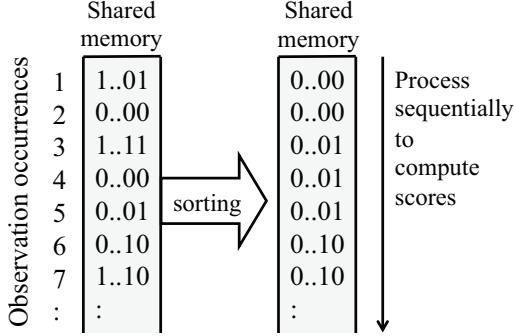 Shared
memory
Shared
memory
Observation occurrences
1 1..01
2 0..00
3 1..11
4 0..00
5 0..01
6 0..10
7 1..10
: :
sorting
0..00
0..00
0..01
0..01
0..01
0..10
0..10
:
Process
sequentially
to
compute
scores